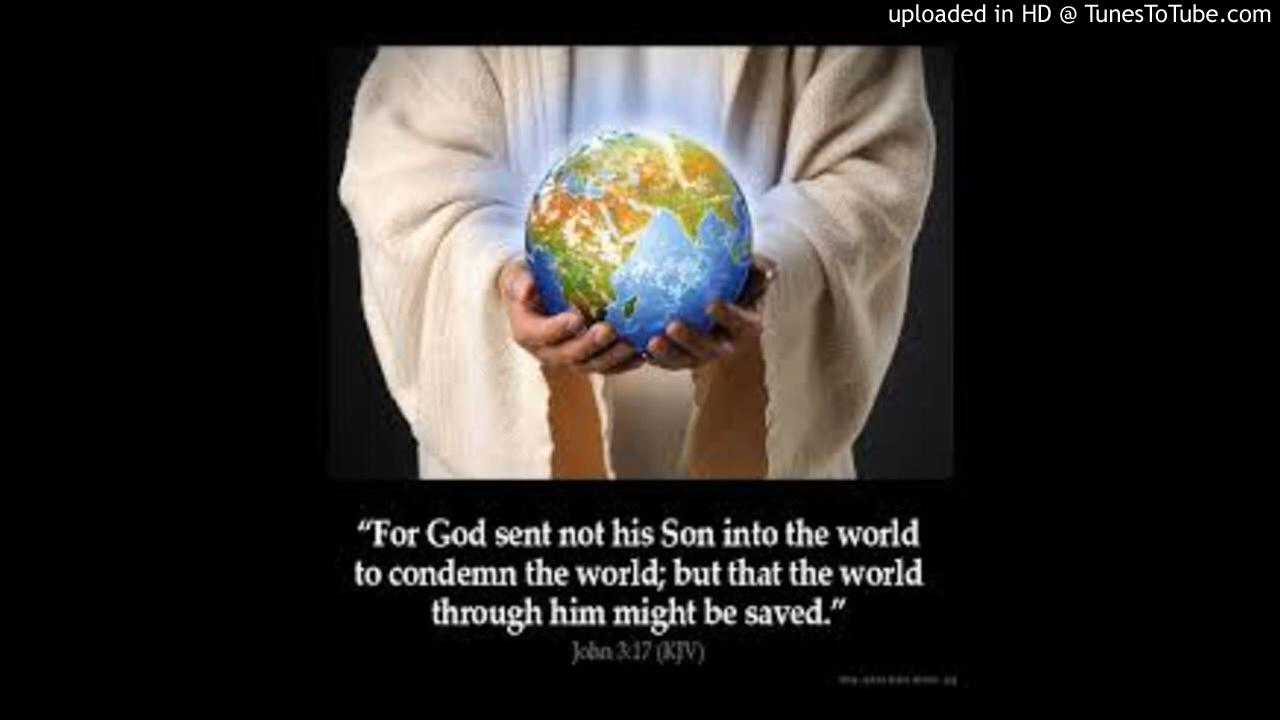 uploaded in HD @ TunesToTube.com
“For God sent not his Son into the world
to condemn the world; but that the world
through him might be saved.”
John 3:17 (KJV)